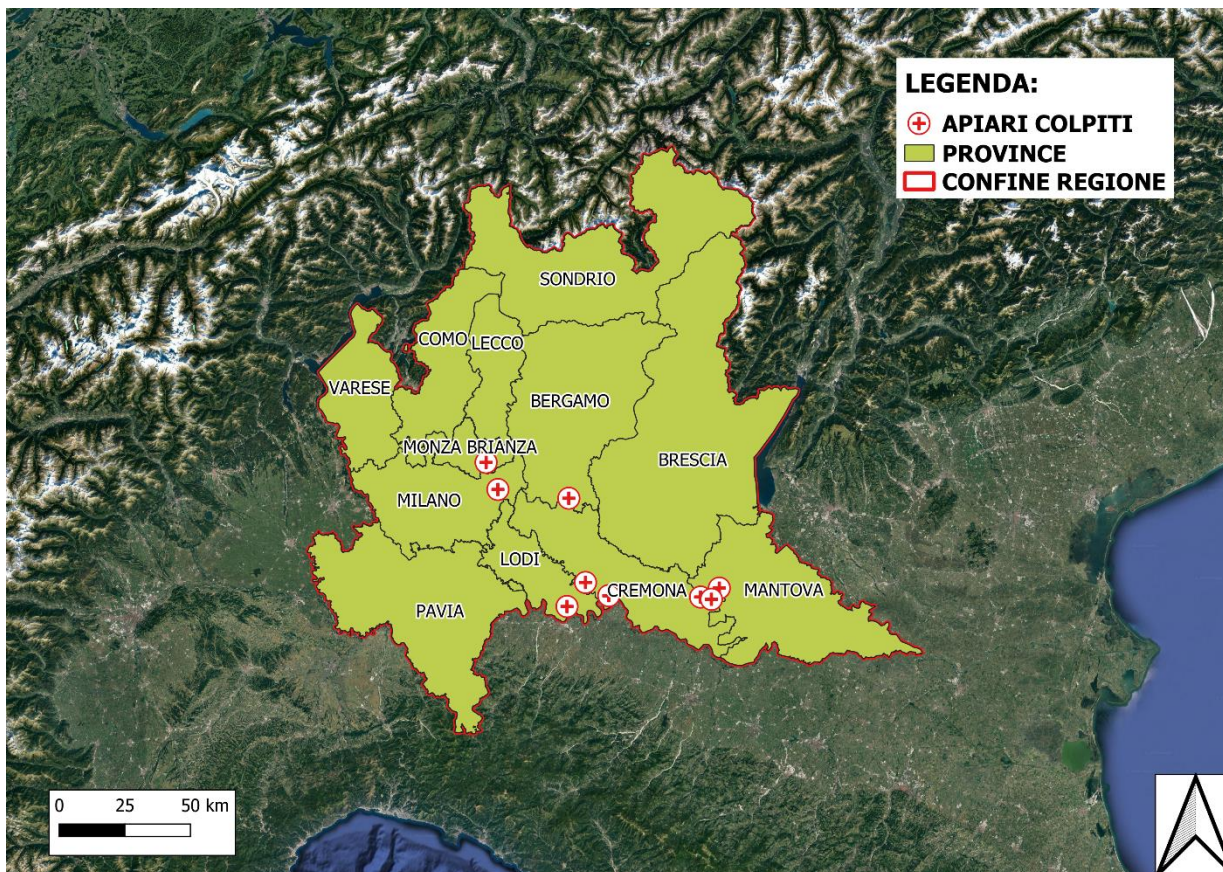 LEGENDA:
APIARI COLPITI
PROVINCE
CONFINE REGIONE
SONDRIO
COMO
LECCO
VARESE
BERGAMO
MONZA BRIANZA
BRESCIA
MILANO
LODI
CREMONA
MANTOVA
PAVIA
0 25 50 km